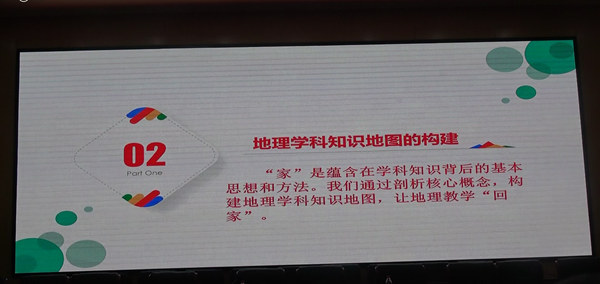 02
Part One
地理学科知识地图的构建
“家”是蕴含在学科知识背后的基本
思想和方法。我们通过剖析核心概念，构
建地理学科知识地图，让地理教学“回
家”。